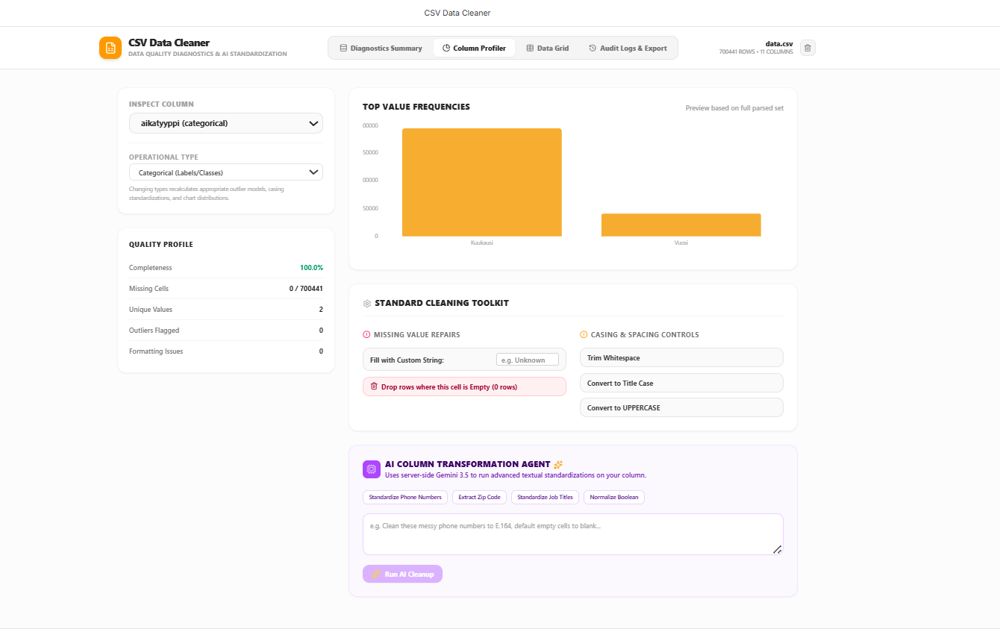 CSV Data Cleaner
CSV Data Cleaner
DATA QUALITY DIAGNOSTICS & AI STANDARDIZATION
Diagnostics Summary
Column Profiler
Data Grid
Audit Logs & Export
data.csv
700441 ROWS • 11 COLUMNS
INSPECT COLUMN
aikatyyppi (categorical)
OPERATIONAL TYPE
Categorical (Labels/Classes)
Changing types recalculates appropriate outlier models, casing
standardizations, and chart distributions.
QUALITY PROFILE
Completeness 100.0%
Missing Cells 0 / 700441
Unique Values 2
Outliers Flagged 0
Formatting Issues 0
TOP VALUE FREQUENCIES
Preview based on full parsed set
00000
50000
00000
50000
0
Kuukausi
Vuosi
STANDARD CLEANING TOOLKIT
MISSING VALUE REPAIRS
Fill with Custom String: e.g. Unknown
Drop rows where this cell is Empty (0 rows)
CASING & SPACING CONTROLS
Trim Whitespace
Convert to Title Case
Convert to UPPERCASE
AI COLUMN TRANSFORMATION AGENT ✨
Uses server-side Gemini 3.5 to run advanced textual standardizations on your column.
Standardize Phone Numbers
Extract Zip Code
Standardize Job Titles
Normalize Boolean
e.g. Clean these messy phone numbers to E.164, default empty cells to blank...
✨ Run AI Cleanup